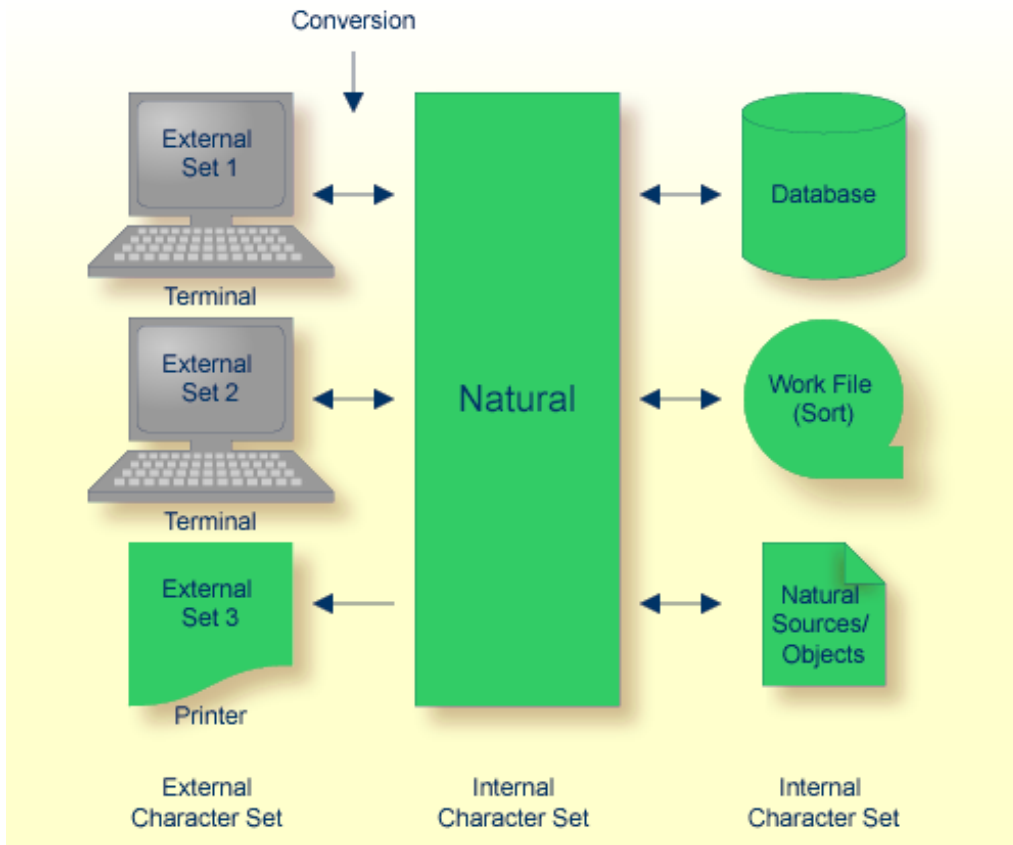 Conversion
External
Set 1
Terminal
External
Set 2
Terminal
External
Set 3
Printer
Natural
Database
Work File
(Sort)
Natural
Sources/
Objects
External
Character Set
Internal
Character Set
Internal
Character Set